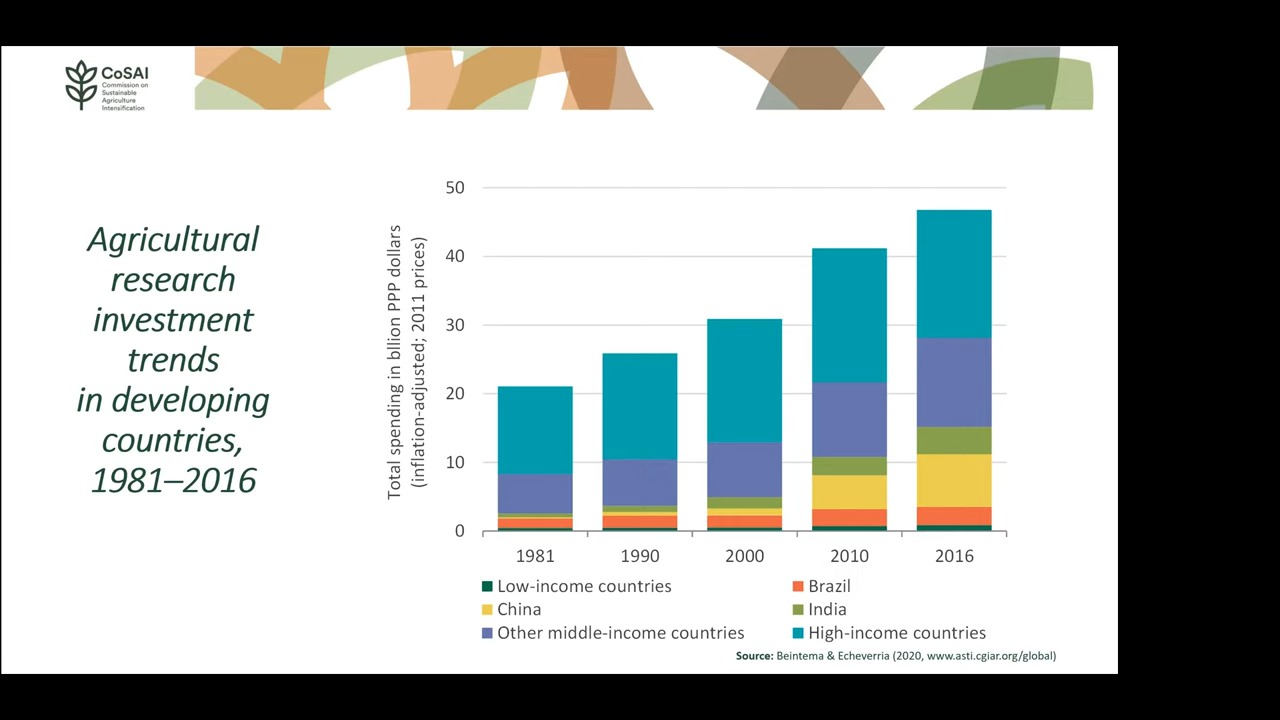 CoSAI
Commission on
Sustainable
Agriculture
Intensification
Agricultural
research
investment
trends
in developing
countries,
1981–2016
Total spending in bllion PPP dollars
(inflation-adjusted; 2011 prices)
50
40
30
20
10
0
1981 1990 2000 2010 2016
Low-income countries Brazil
China India
Other middle-income countries High-income countries
Source: Beintema & Echeverria (2020, www.asti.cgiar.org/global)